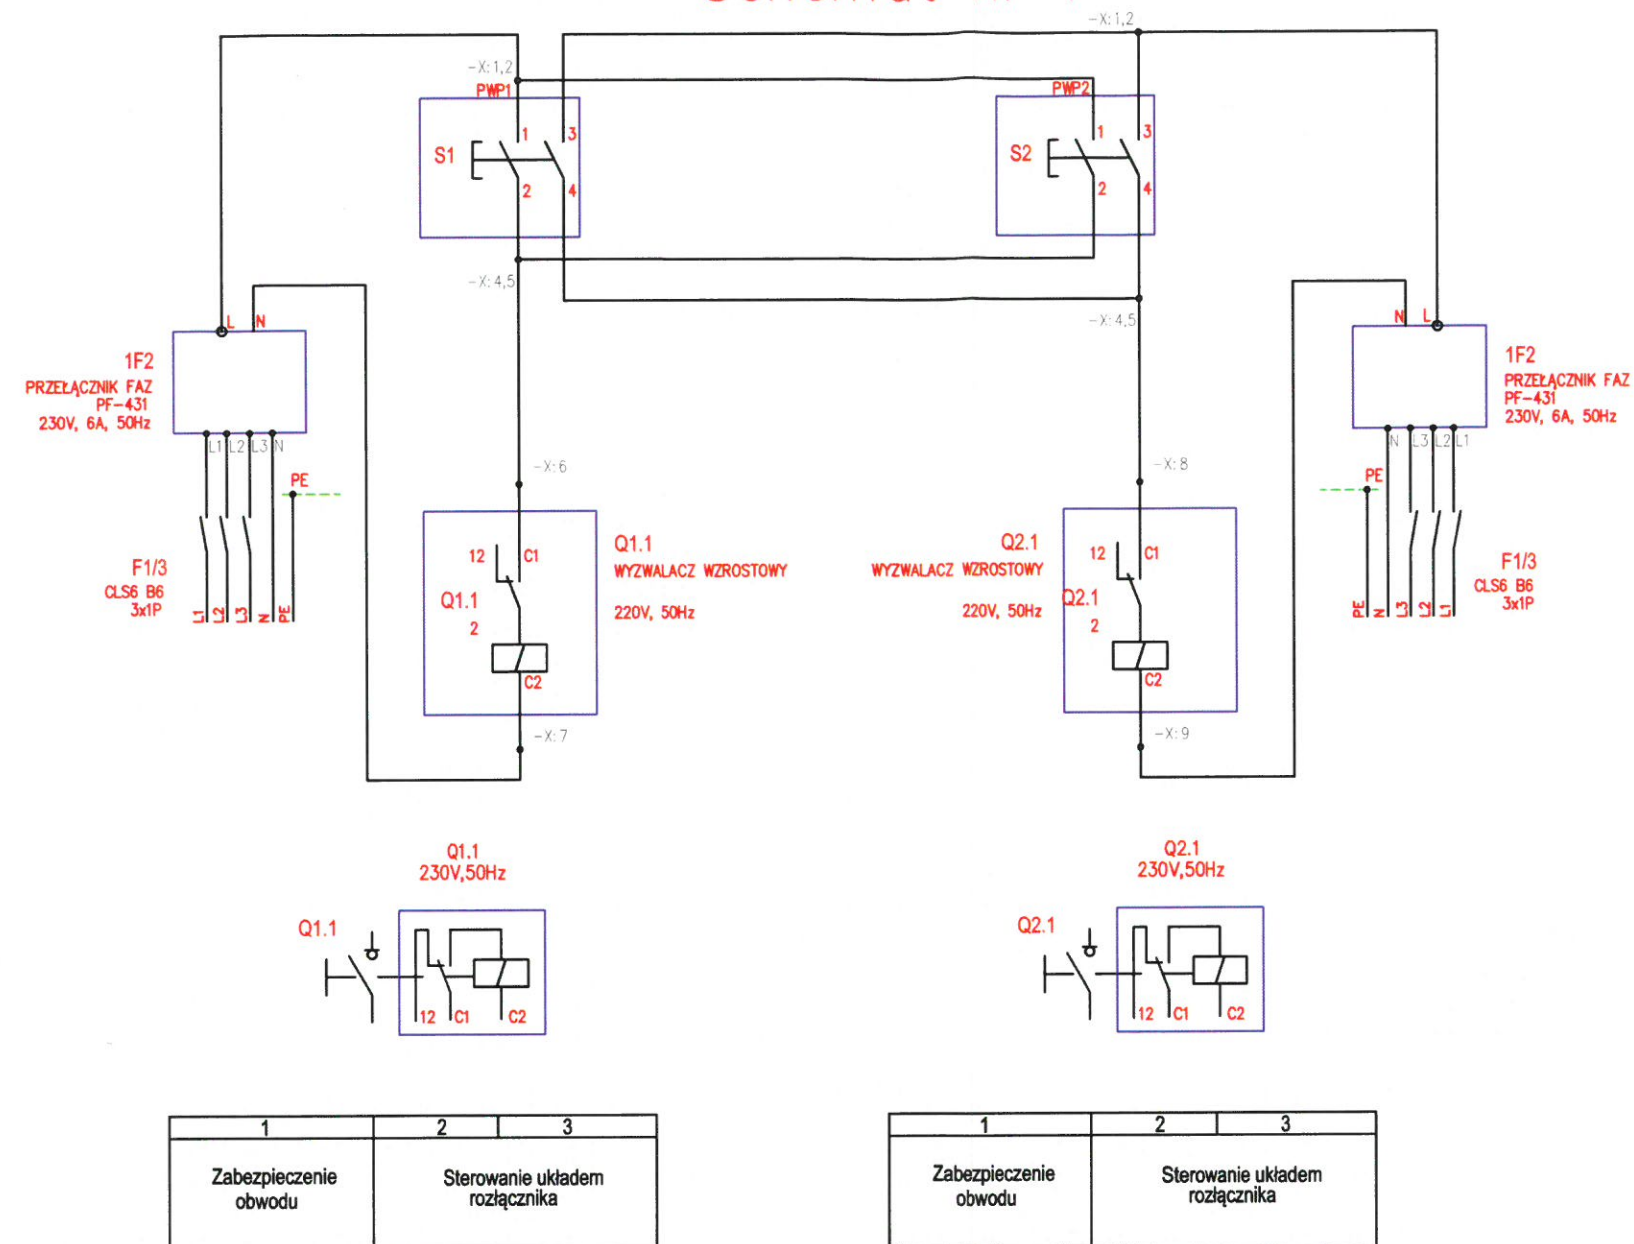 -X:1,2
-X:1,2
PWP1
PWP2
1
3
S1
2
4
1
3
S2
2
4
-X:4,5
-X:4,5
L
N
1F2
PRZEŁĄCZNIK FAZ
PF-431
230V, 6A, 50Hz
L1
L2
L3
N
PE
F1/3
CLS6 B6
3x1P
L1
L2
L3
N
PE
N
L
1F2
PRZEŁĄCZNIK FAZ
PF-431
230V, 6A, 50Hz
N
L3
L2
L1
PE
F1/3
CLS6 B6
3x1P
PE
N
L3
L2
L1
-X:6
12
C1
Q1.1
2
C2
Q1.1
WYZWALACZ WZROSTOWY
220V, 50Hz
-X:7
-X:8
Q2.1
WYZWALACZ WZROSTOWY
220V, 50Hz
12
C1
Q2.1
2
C2
-X:9
Q1.1
230V,50Hz
Q1.1
12
C1
C2
Q2.1
230V,50Hz
Q2.1
12
C1
C2
1
2
3
Zabezpieczenie
obwodu
Sterowanie układem
rozłącznika
1
2
3
Zabezpieczenie
obwodu
Sterowanie układem
rozłącznika